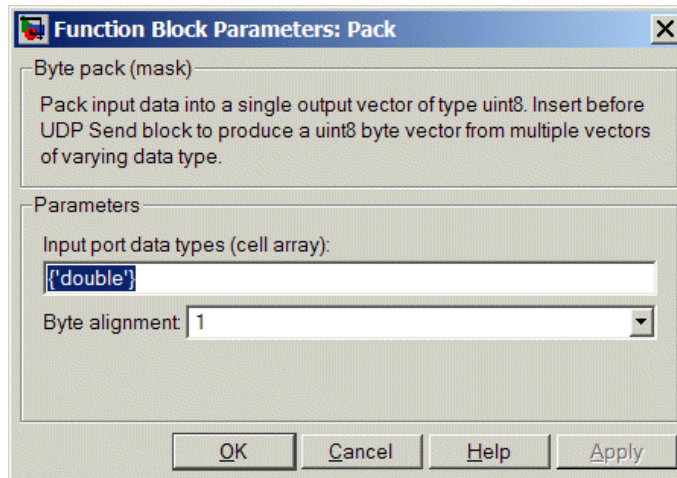 Function Block Parameters: Pack
Byte pack (mask)
Pack input data into a single output vector of type uint8. Insert before
UDP Send block to produce a uint8 byte vector from multiple vectors
of varying data type.
Parameters
Input port data types (cell array):
{'double'}
Byte alignment: 1
OK Cancel Help Apply